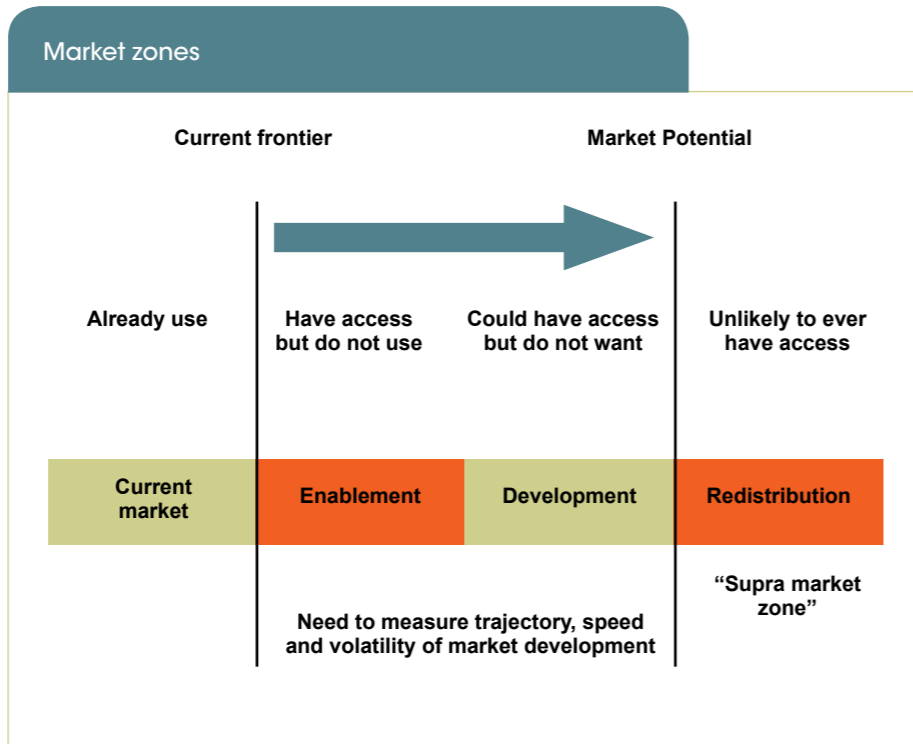 Market zones
Current frontier
Market Potential
Already use
Have access
but do not use
Could have access
but do not want
Unlikely to ever
have access
Current
market
Enablement
Development
Redistribution
Need to measure trajectory, speed
and volatility of market development
“Supra market
zone”